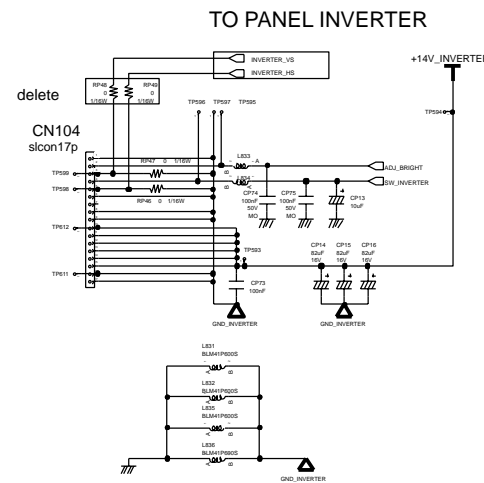 TO PANEL INVERTER
INVERTER_VS
INVERTER_HS
+14V_INVERTER
RP48
0
1/16W
RP49
0
1/16W
delete
TP596
TP597
TP595
TP594
CN104
slcon17p
RP47 0 1/16W
L833
B
A
ADJ_BRIGHT
TP599
L834
B
SW_INVERTER
TP598
RP46 0 1/16W
CP74
100nF
50V
MO
CP75
100nF
50V
MO
CP13
10uF
TP612
TP593
CP14
82uF
16V
CP15
82uF
16V
CP16
82uF
16V
TP611
CP73
100nF
GND_INVERTER
GND_INVERTER
L831
BLM41P600S
A
B
L832
BLM41P600S
A
B
L835
BLM41P600S
A
B
L836
BLM41P600S
A
B
GND_INVERTER